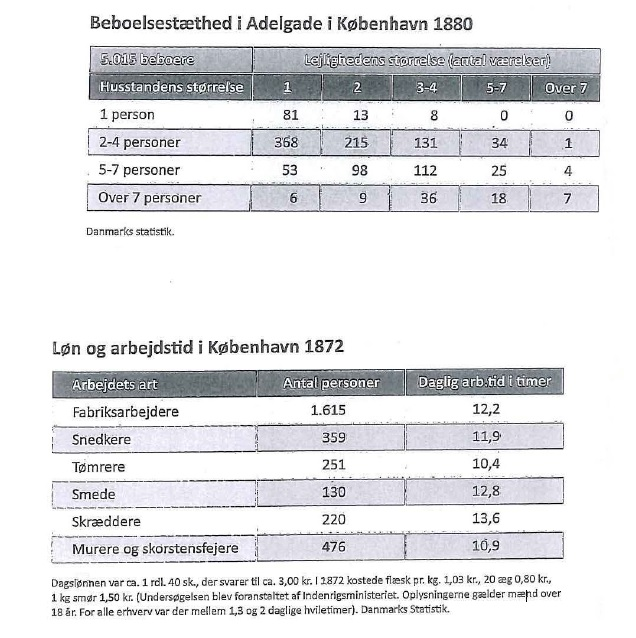 Beboelsestæthed i Adelgade i København 1880
5.015 beboere Lejlighedens størrelse (antal værelser)
Husstandens størrelse 1 2 3-4 5-7 Over 7
1 person 81 13 8 0 0
2-4 personer 368 215 131 34 1
5-7 personer 53 98 112 25 4
Over 7 personer 6 9 36 18 7
Danmarks statistik.
Løn og arbejdstid i København 1872
Arbejdets art Antal personer Daglig arb.tid i timer
Fabriksarbejdere 1.615 12,2
Snedkere 359 11,9
Tømrere 251 10,4
Smede 130 12,8
Skræddere 220 13,6
Murere og skorstensfejere 476 10,9
Dagslønnen var ca. 1 rdl. 40 sk., der svarer til ca. 3,00 kr. I 1872 kostede flæsk pr. kg. 1,03 kr., 20 æg 0,80 kr.,
1 kg smør 1,50 kr. (Undersøgelsen blev foranstaltet af Indenrigsministeriet. Oplysningerne gælder mænd over
18 år. For alle erhverv var der mellem 1,3 og 2 daglige hviletimer). Danmarks Statistik.